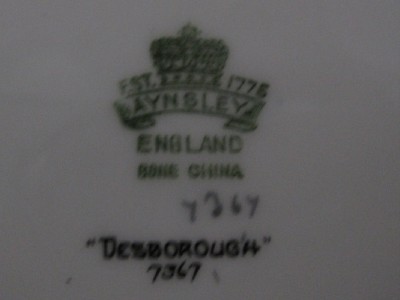 EST. 1775
AYNSLEY
ENGLAND
BONE CHINA
7367
"DESBOROUGH"
7367